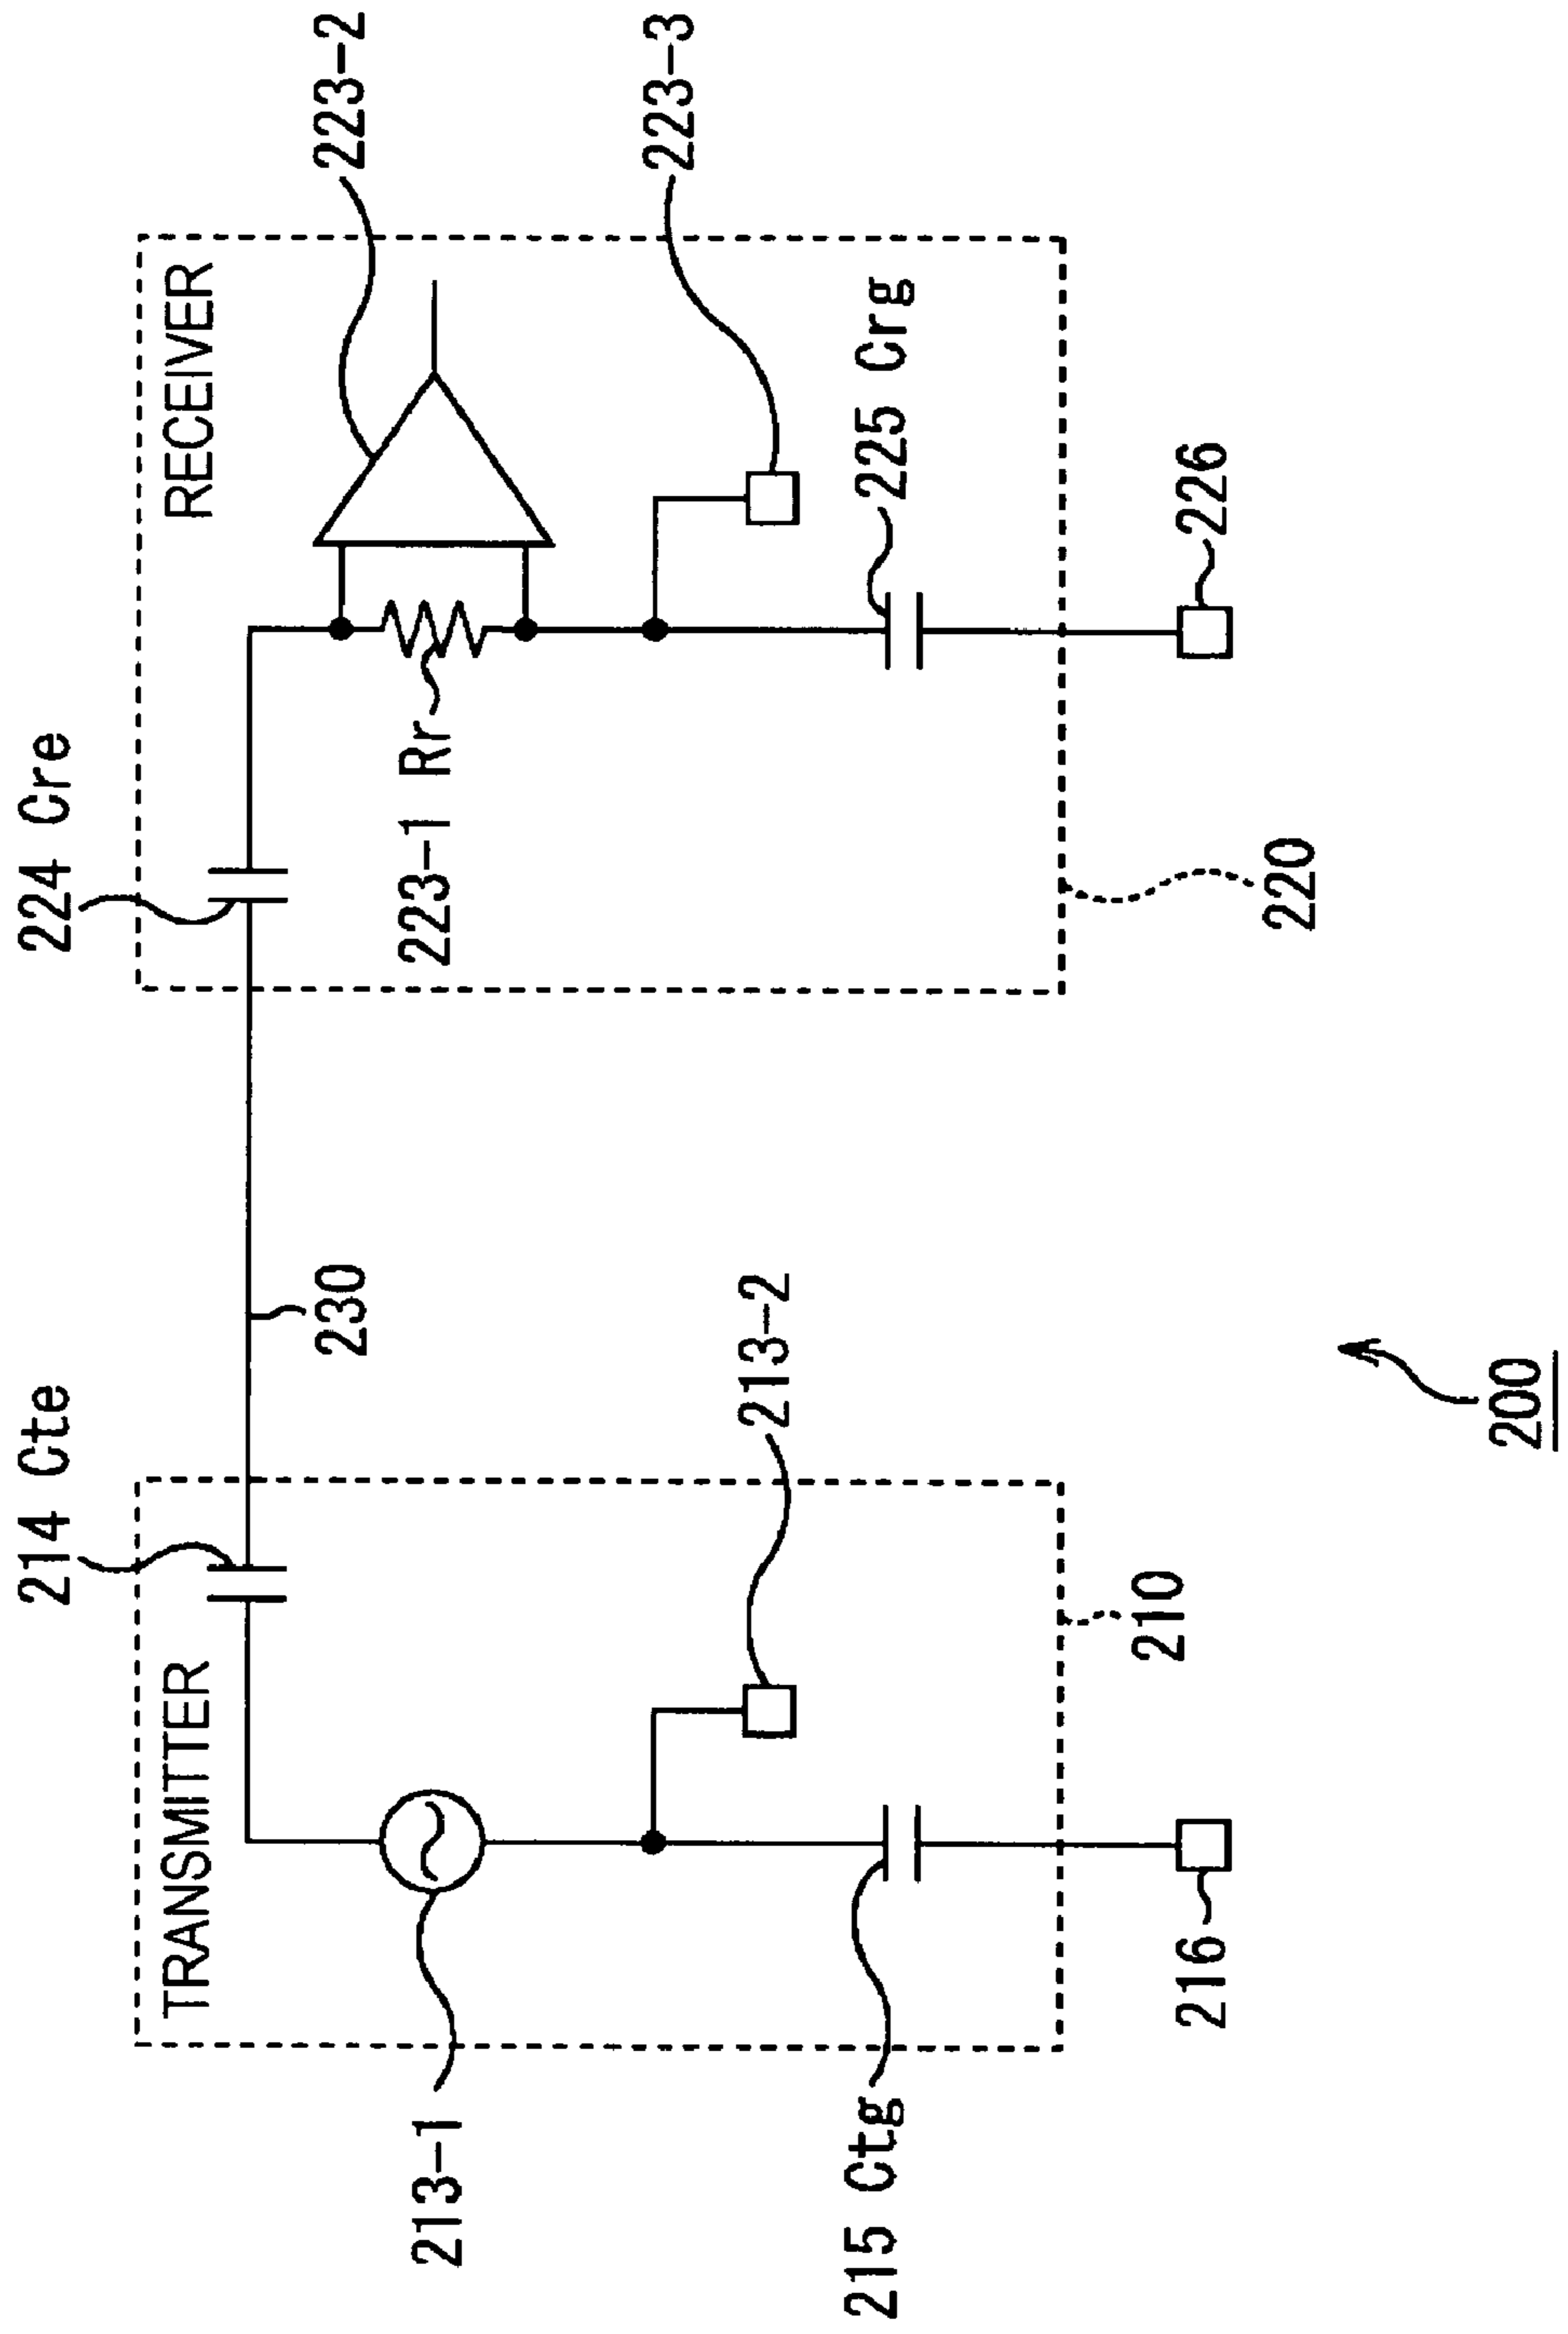 214 Cte
224 Cre
TRANSMITTER
RECEIVER
230
223-2
213-1
223-1 Rr
213-2
223-3
215 Ctg
225 Crg
210
216
226
220
200